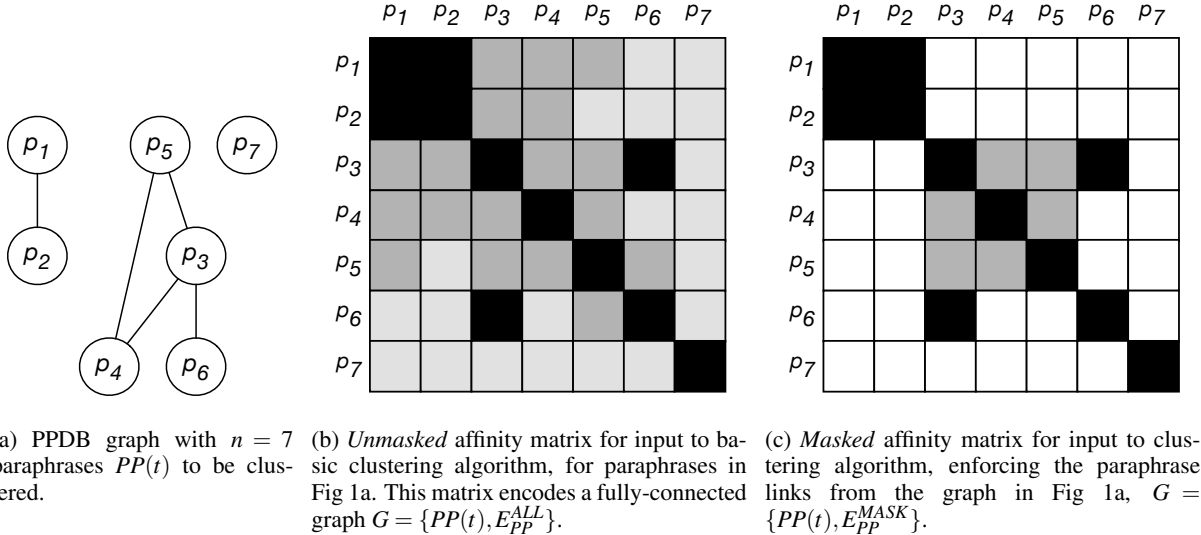 p1 p2 p3 p4 p5 p6 p7
p1
p2
p3
p4
p5
p6
p7
p1 p2 p3 p4 p5 p6 p7
p1
p2
p3
p4
p5
p6
p7
p1
p5
p7
p2
p3
p4
p6
a) PPDB graph with n = 7
paraphrases PP(t) to be clus-
ered.
(b) Unmasked affinity matrix for input to ba-
sic clustering algorithm, for paraphrases in
Fig 1a. This matrix encodes a fully-connected
graph G = {PP(t), E_PP^ALL}.
(c) Masked affinity matrix for input to clus-
tering algorithm, enforcing the paraphrase
links from the graph in Fig 1a, G =
{PP(t), E_PP^MASK}.